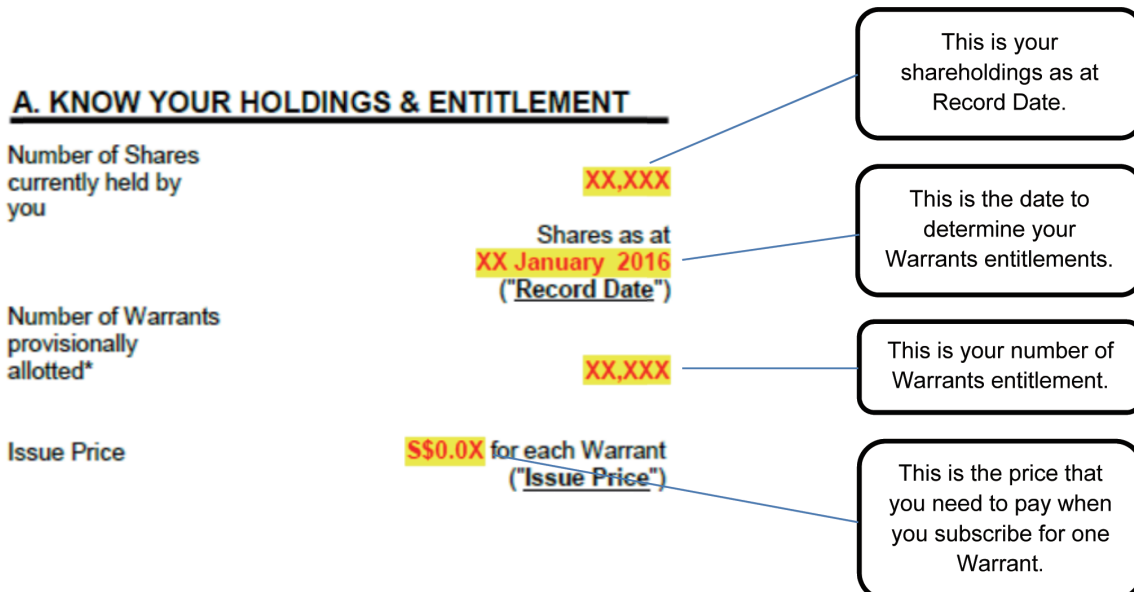 A. KNOW YOUR HOLDINGS & ENTITLEMENT
Number of Shares
currently held by
you
XX,XXX
Shares as at
XX January 2016
("Record Date")
Number of Warrants
provisionally
allotted*
XX,XXX
Issue Price
S$0.0X for each Warrant
("Issue Price")
This is your
shareholdings as at
Record Date.
This is the date to
determine your
Warrants entitlements.
This is your number of
Warrants entitlement.
This is the price that
you need to pay when
you subscribe for one
Warrant.